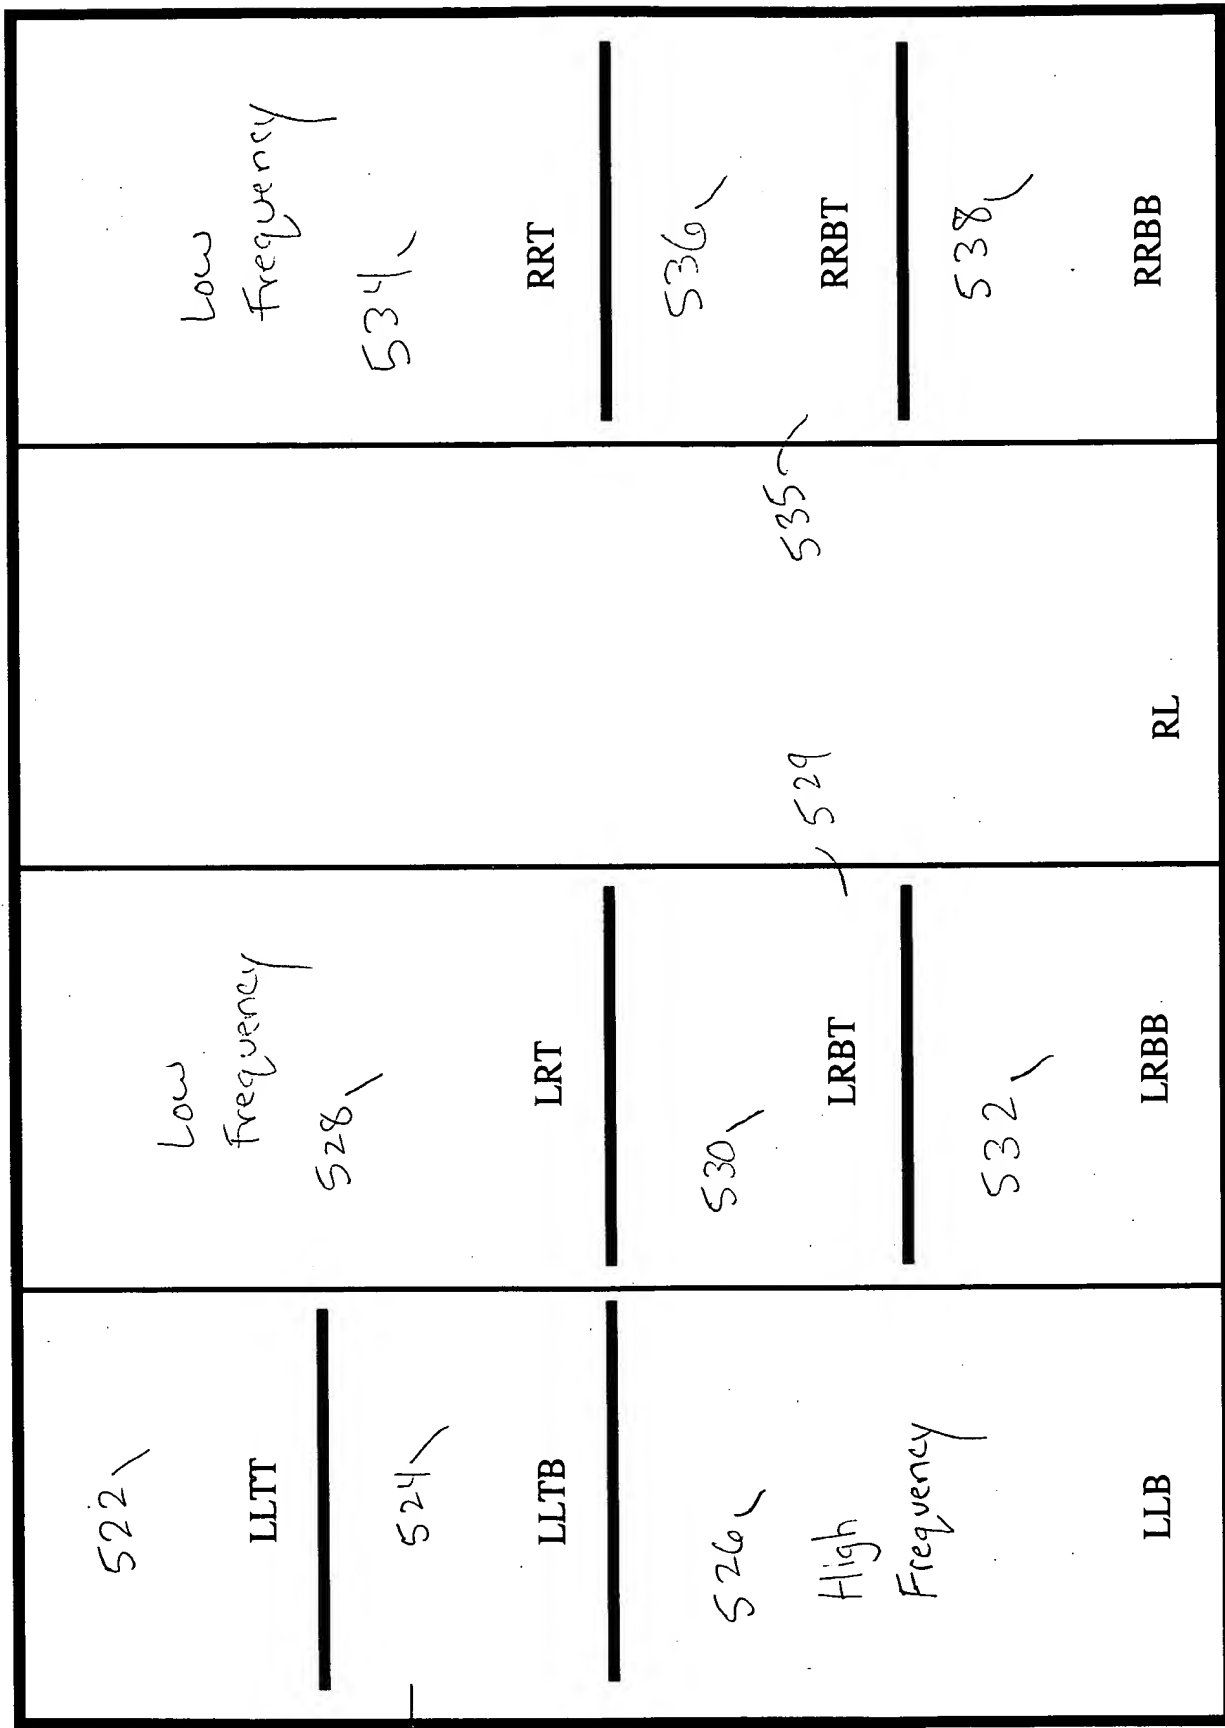 522
LLTT
524
LLTB
526
High
Frequency
LLB
Low
Frequency
528
LRT
530
LRBT
529
532
LRBB
RL
Low
Frequency
534
RRT
536
RRBT
535
538
RRBB